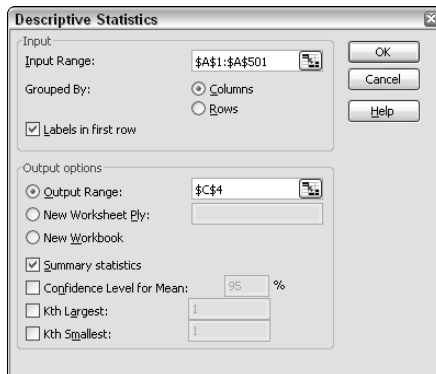 Descriptive Statistics
Input
Input Range: $A$1:$A$501
Grouped By: Columns
Rows
Labels in first row
OK
Cancel
Help
Output options
Output Range: $C$4
New Worksheet Ply:
New Workbook
Summary statistics
Confidence Level for Mean: 95 %
Kth Largest: 1
Kth Smallest: 1